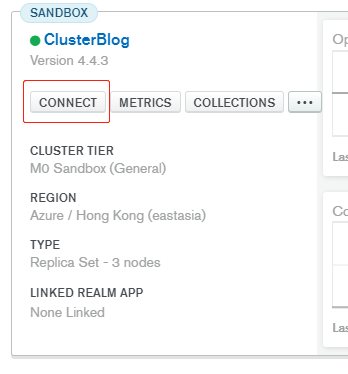 SANDBOX
ClusterBlog
Version 4.4.3
CONNECT METRICS COLLECTIONS ...
CLUSTER TIER
M0 Sandbox (General)
REGION
Azure / Hong Kong (eastasia)
TYPE
Replica Set - 3 nodes
LINKED REALM APP
None Linked
Op
Las
Co
Las